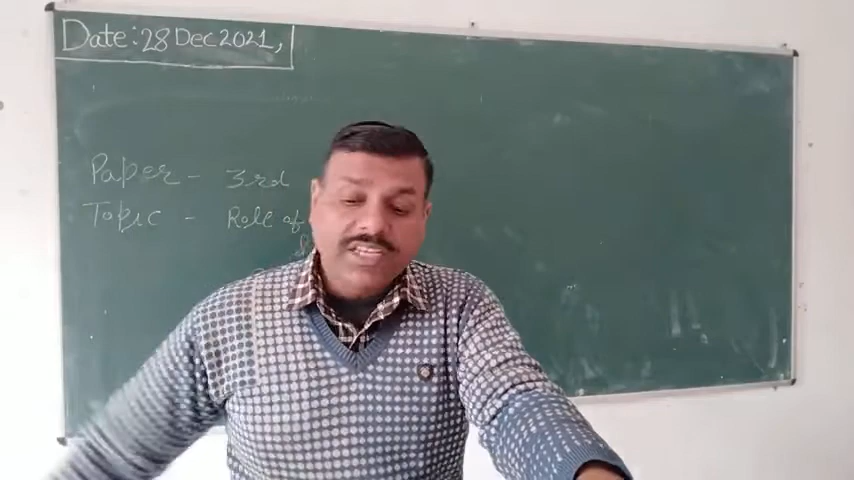 Date: 28 Dec 2021,
Paper - 3rd
Topic - Role of